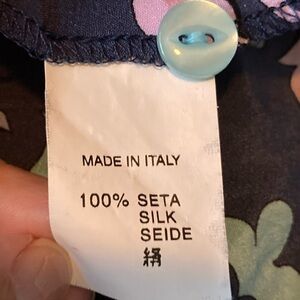 MADE IN ITALY
100% SETA
SILK
SEIDE
絹